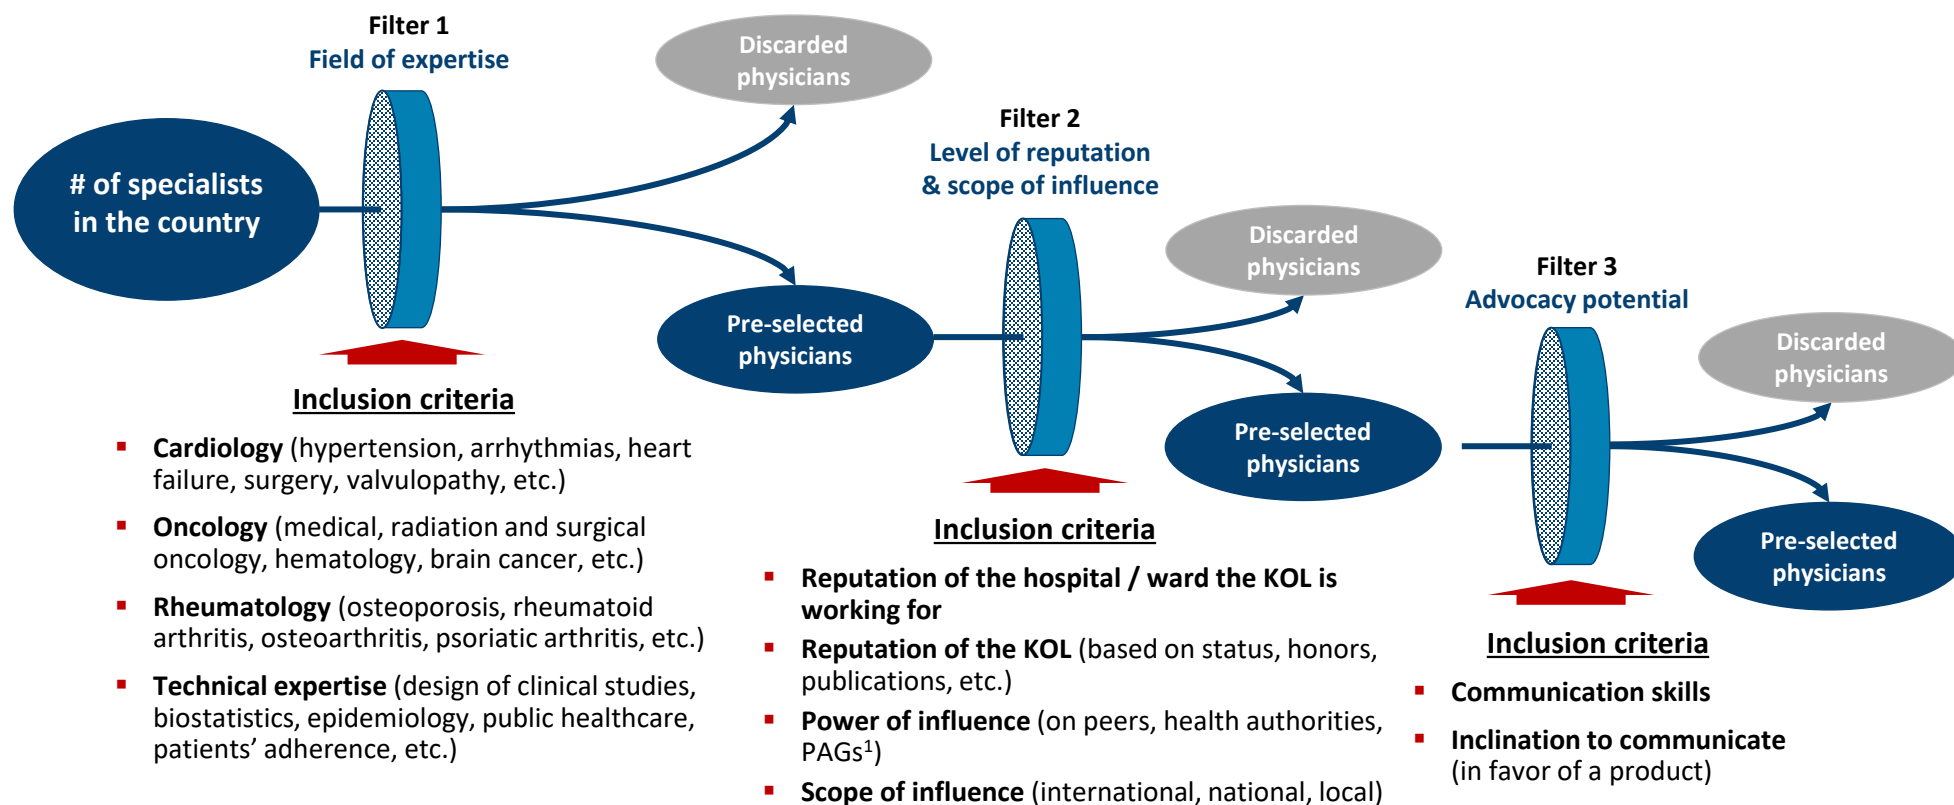 Filter 1
Field of expertise
Discarded
physicians
# of specialists
in the country
Filter 2
Level of reputation
& scope of influence
Pre-selected
physicians
Discarded
physicians
Filter 3
Advocacy potential
Pre-selected
physicians
Discarded
physicians
Pre-selected
physicians
Inclusion criteria
▪ Cardiology (hypertension, arrhythmias, heart
failure, surgery, valvulopathy, etc.)
▪ Oncology (medical, radiation and surgical
oncology, hematology, brain cancer, etc.)
▪ Rheumatology (osteoporosis, rheumatoid
arthritis, osteoarthritis, psoriatic arthritis, etc.)
▪ Technical expertise (design of clinical studies,
biostatistics, epidemiology, public healthcare,
patients’ adherence, etc.)
Inclusion criteria
▪ Reputation of the hospital / ward the KOL is
working for
▪ Reputation of the KOL (based on status, honors,
publications, etc.)
▪ Power of influence (on peers, health authorities,
PAGs¹)
▪ Scope of influence (international, national, local)
Inclusion criteria
▪ Communication skills
▪ Inclination to communicate
(in favor of a product)